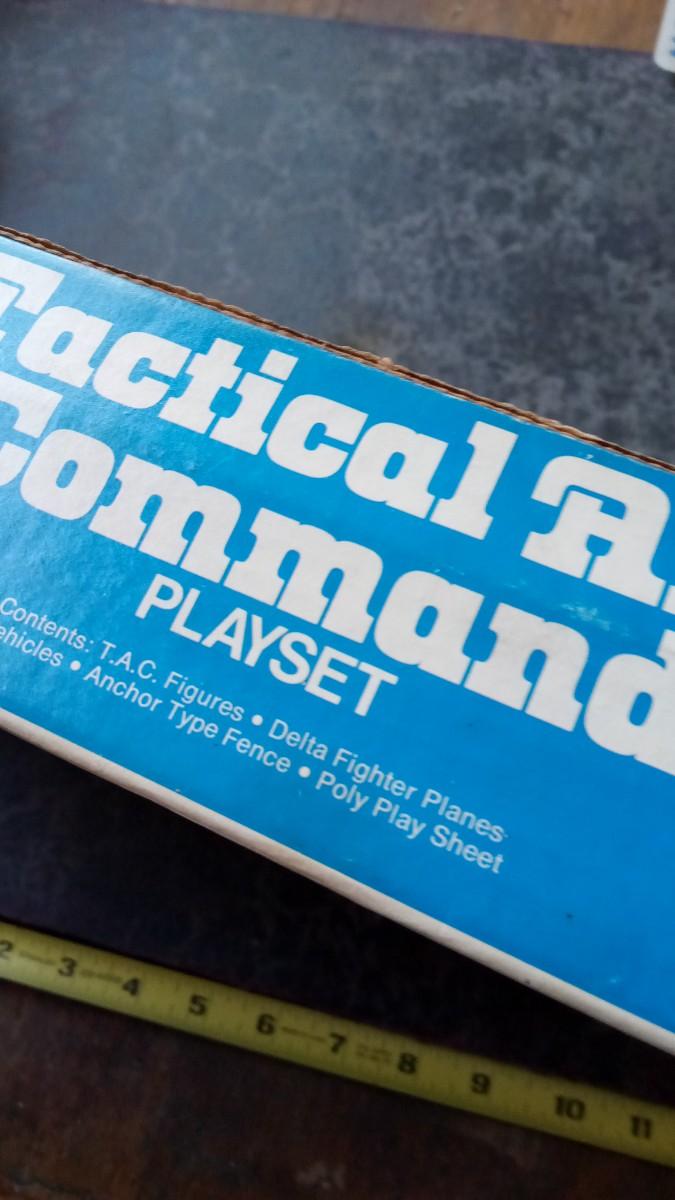 Tactical A
Command
PLAYSET
Contents: T.A.C. Figures • Delta Fighter Planes
ehicles • Anchor Type Fence • Poly Play Sheet
2 3 4 5 6 7 8 9 10 11